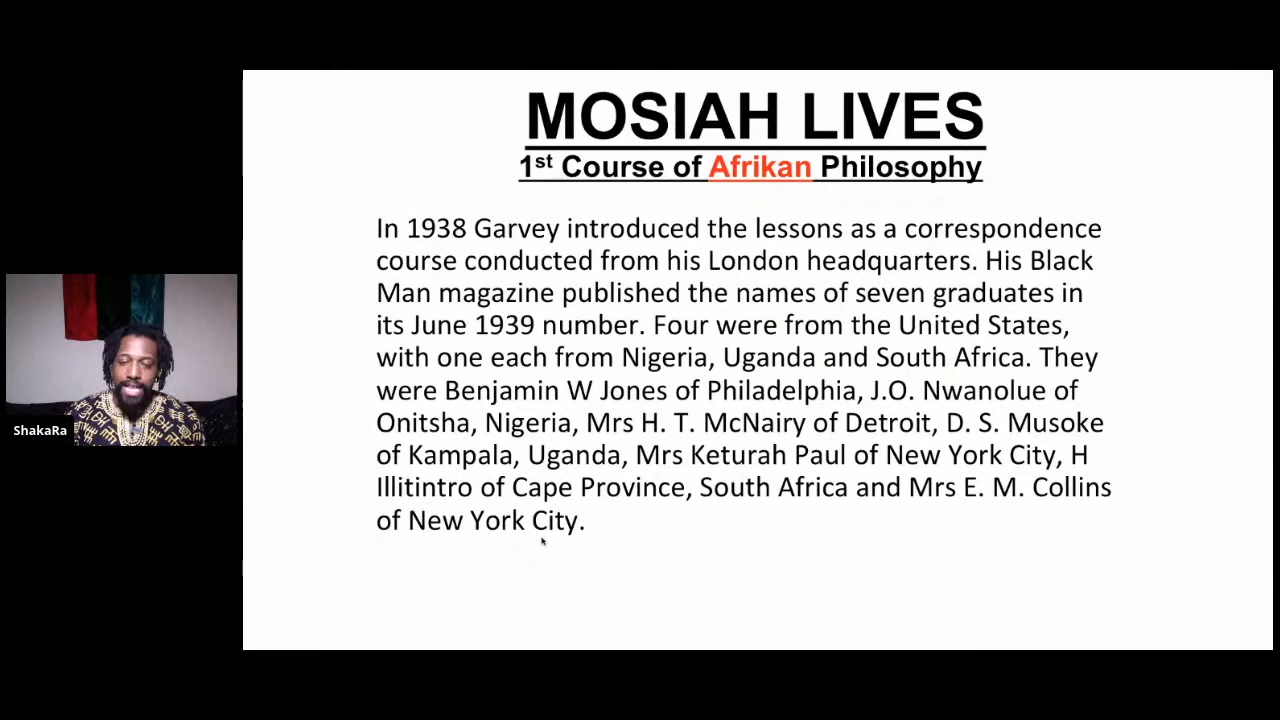 MOSIAH LIVES
1st Course of Afrikan Philosophy
In 1938 Garvey introduced the lessons as a correspondence
course conducted from his London headquarters. His Black
Man magazine published the names of seven graduates in
its June 1939 number. Four were from the United States,
with one each from Nigeria, Uganda and South Africa. They
were Benjamin W Jones of Philadelphia, J.O. Nwanolue of
Onitsha, Nigeria, Mrs H. T. McNairy of Detroit, D. S. Musoke
of Kampala, Uganda, Mrs Keturah Paul of New York City, H
Illitintro of Cape Province, South Africa and Mrs E. M. Collins
of New York City.
ShakaRa